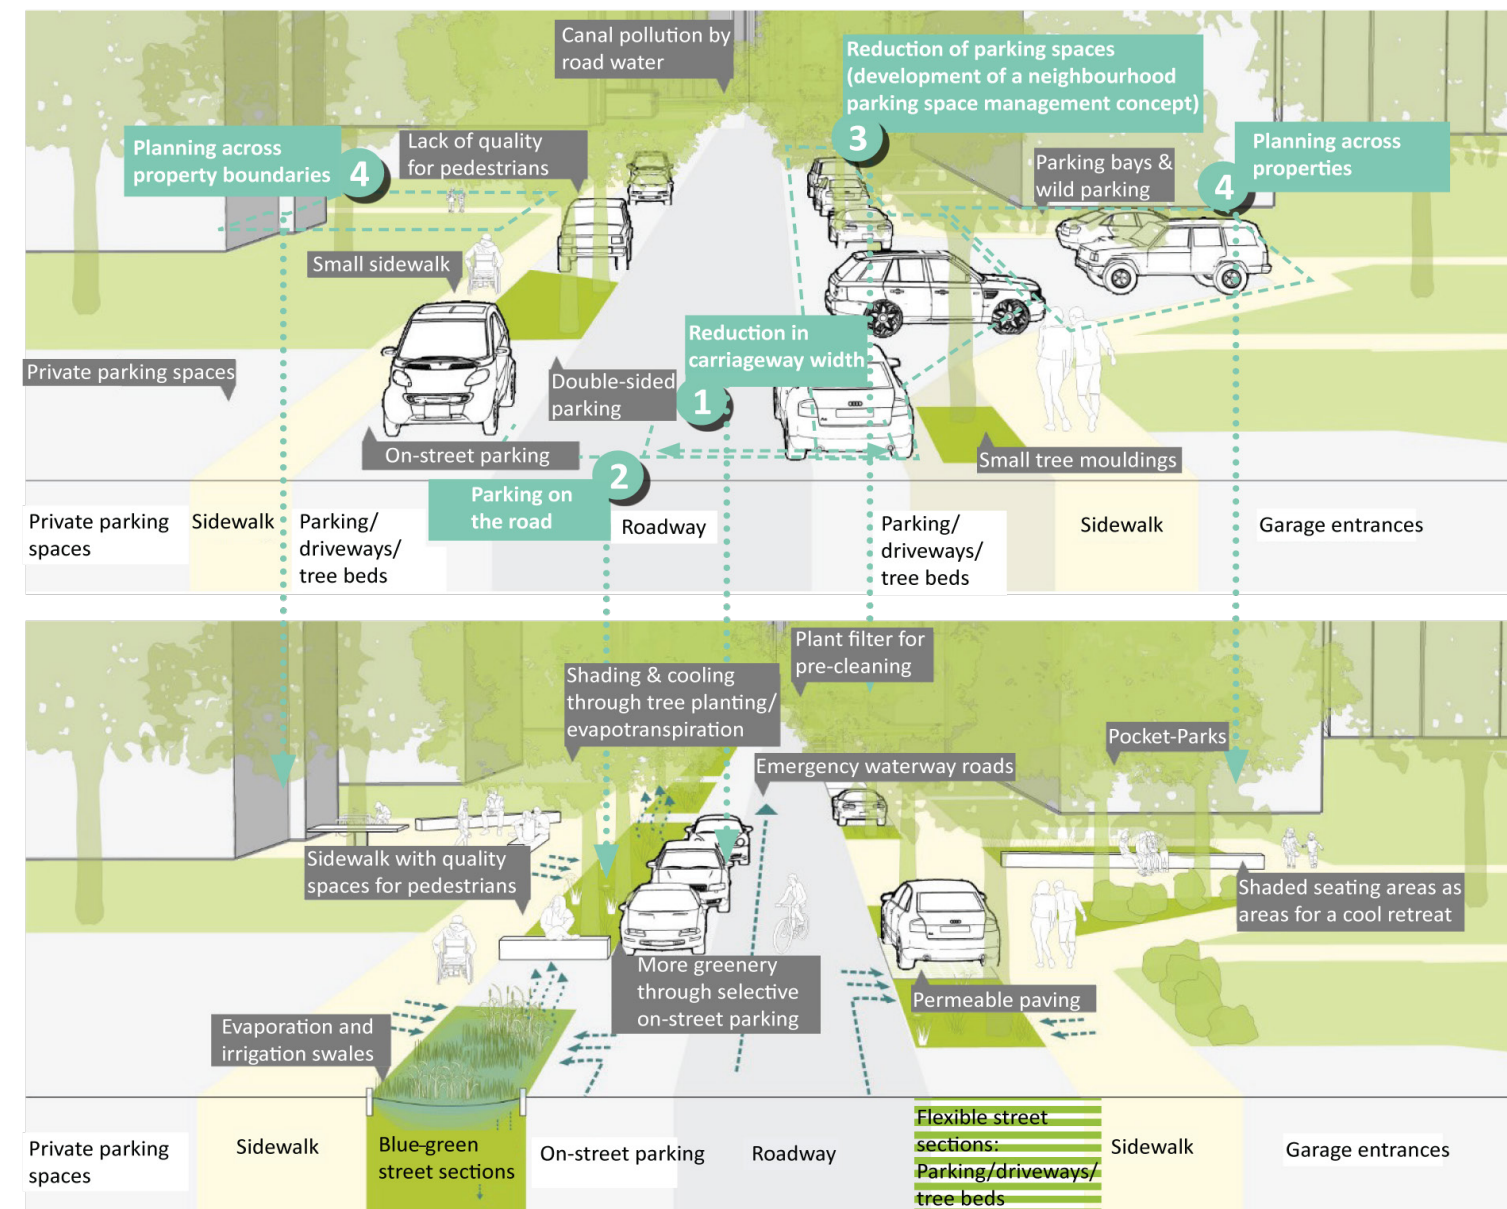 Canal pollution by
road water
Reduction of parking spaces
(development of a neighbourhood
parking space management concept)
3
Planning across
property boundaries
4
Lack of quality
for pedestrians
Parking bays &
wild parking
4
Planning across
properties
Small sidewalk
Reduction in
carriageway width
1
Private parking spaces
Double-sided
parking
On-street parking
Small tree mouldings
2
Parking on
the road
Private parking
spaces
Sidewalk
Parking/
driveways/
tree beds
Roadway
Parking/
driveways/
tree beds
Sidewalk
Garage entrances
Plant filter for
pre-cleaning
Shading & cooling
through tree planting/
evapotranspiration
Pocket-Parks
Emergency waterway roads
Sidewalk with quality
spaces for pedestrians
Shaded seating areas as
areas for a cool retreat
More greenery
through selective
on-street parking
Permeable paving
Evaporation and
irrigation swales
Private parking
spaces
Sidewalk
Blue-green
street sections
On-street parking
Roadway
Flexible street
sections:
Parking/driveways/
tree beds
Sidewalk
Garage entrances